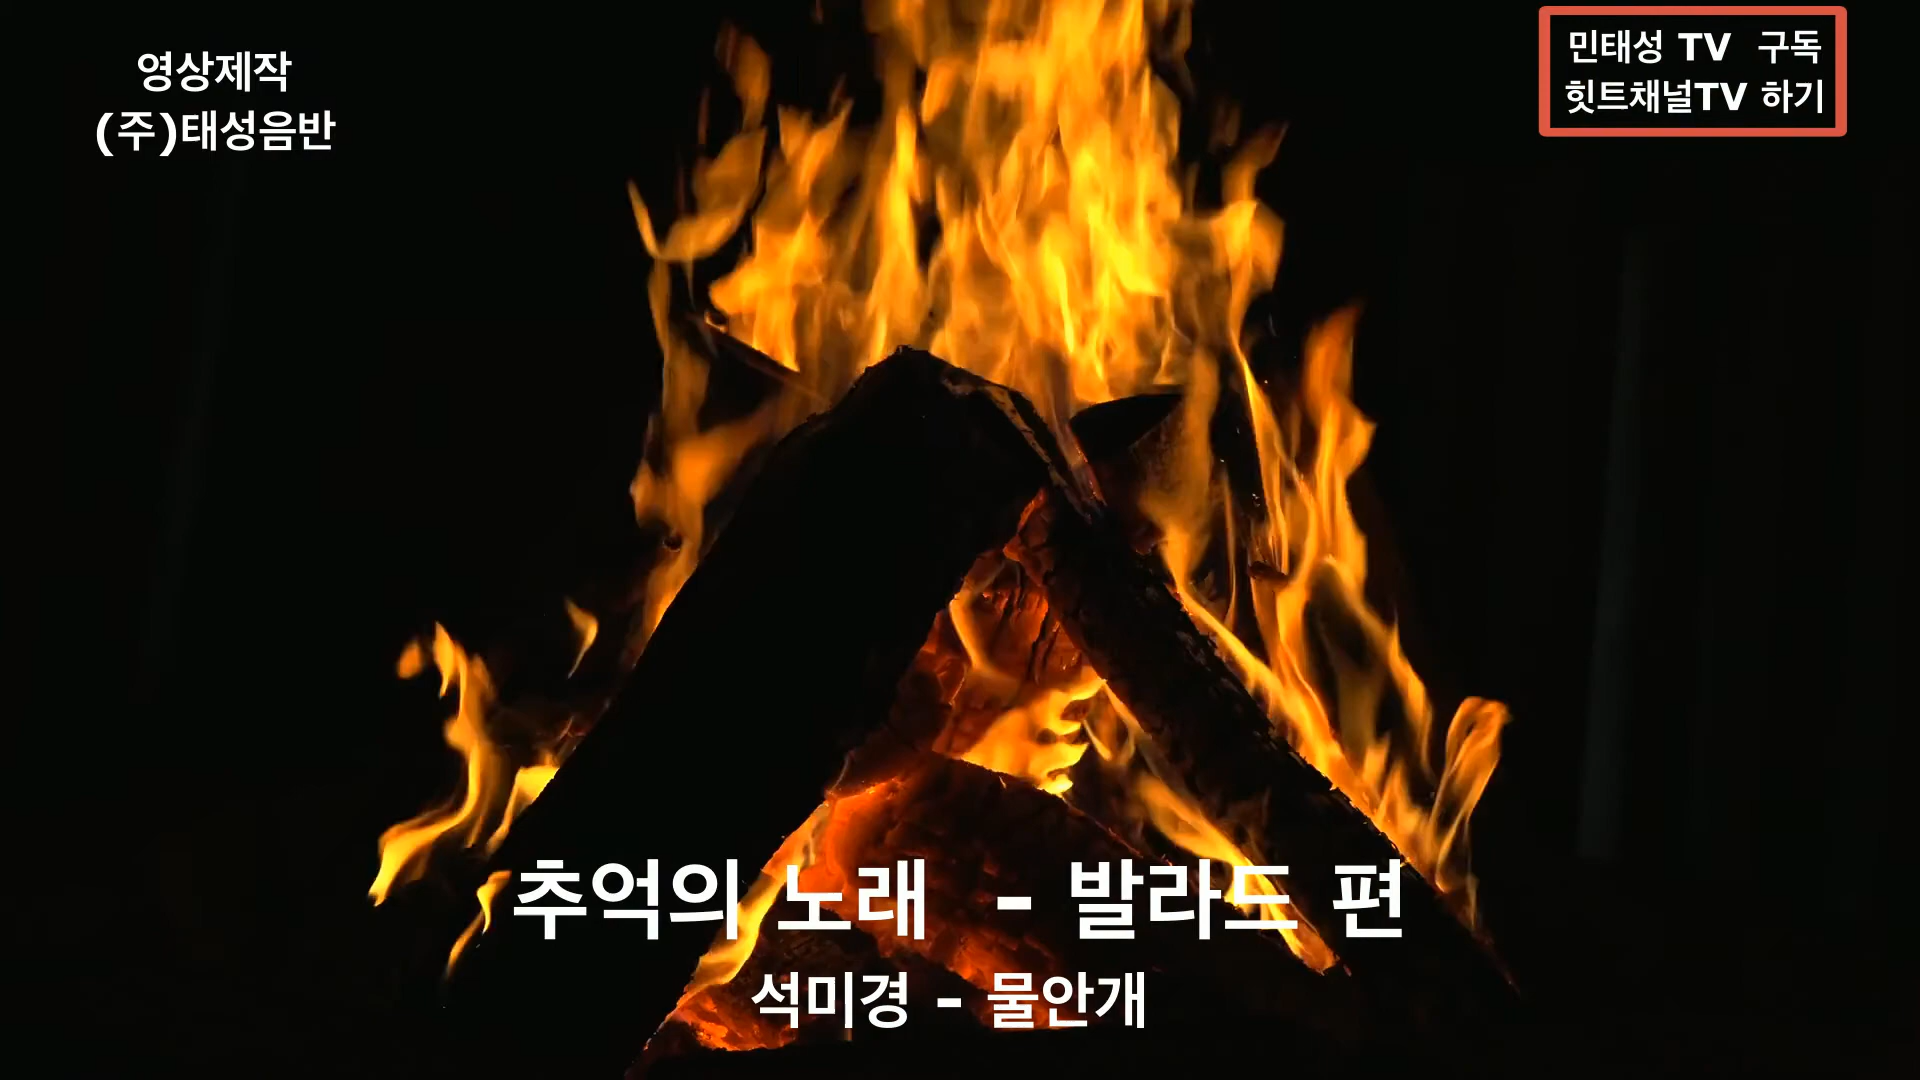 영상제작
(주)태성음반
민태성 TV 구독
힛트채널TV 하기
추억의 노래 - 발라드 편
석미경 - 물안개